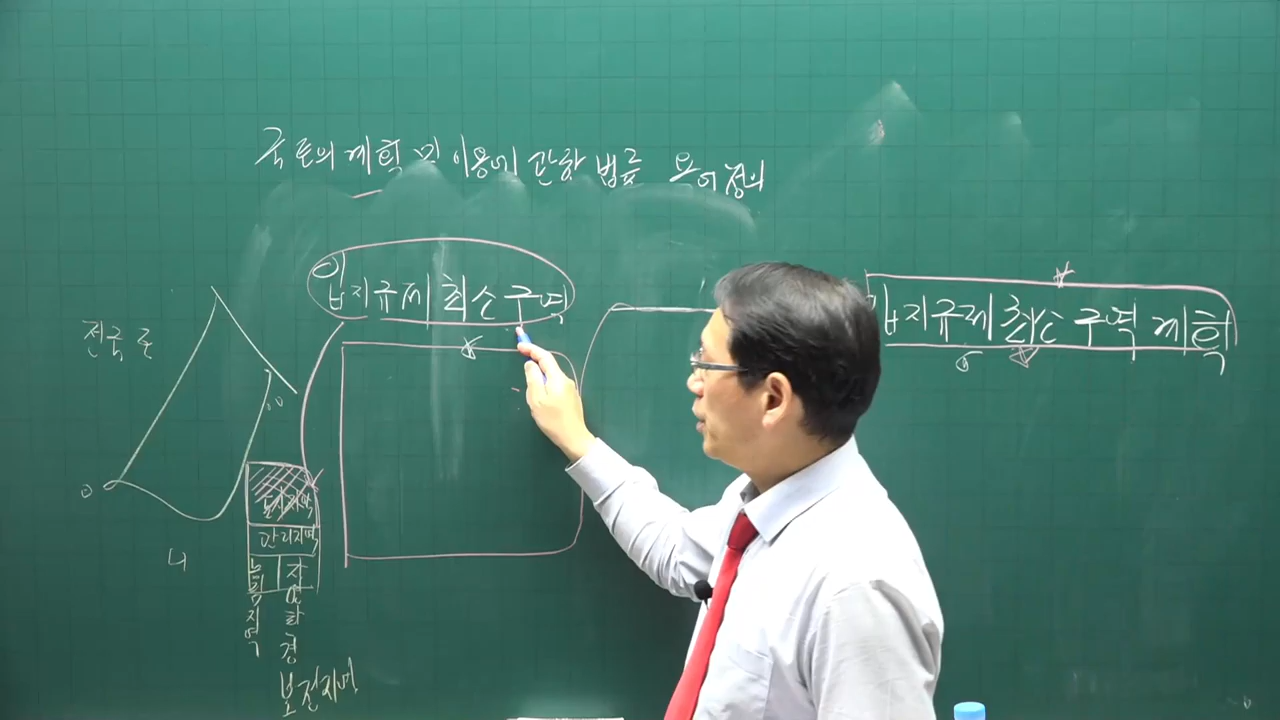 국토의 계획 및 이용에 관한 법률 용어정의
입지규제최소구역
입지규제최소구역계획
전국토
도시지역
관리지역
농림지역
자연환경보전지역